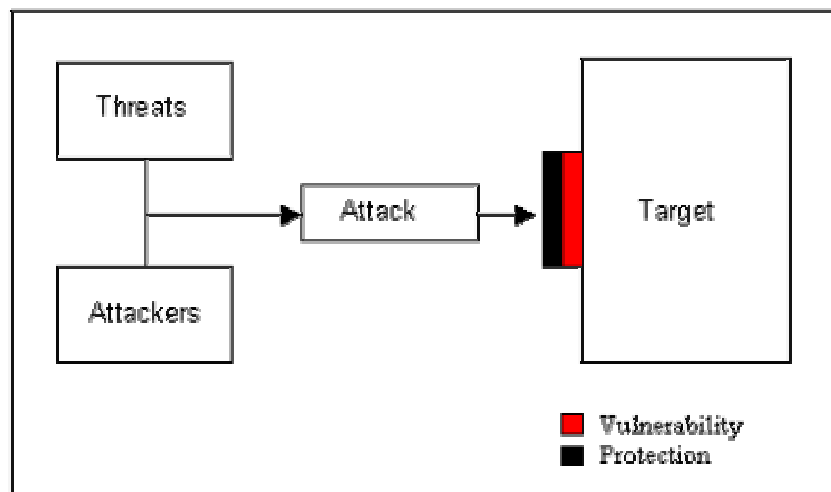 Threats
Attack
Target
Attackers
Vulnerability
Protection